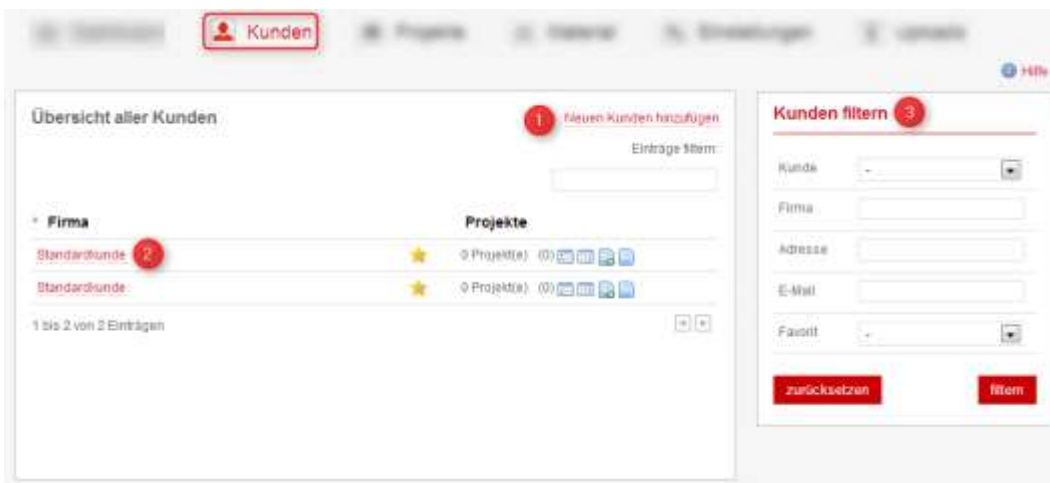 Kunden
Hilfe
Übersicht aller Kunden
1 Neuen Kunden hinzufügen
Einträge filtern:
Firma Projekte
Standardkunde 2 0 Projekt(e) (0)
Standardkunde 0 Projekt(e) (0)
1 bis 2 von 2 Einträgen
Kunden filtern 3
Kunde -
Firma
Adresse
E-Mail
Favorit -
zurücksetzen filtern